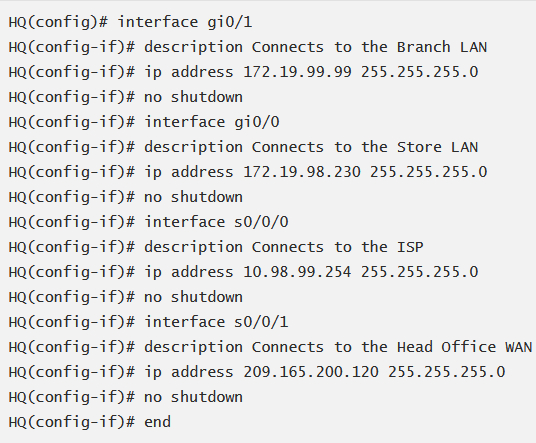 HQ(config)# interface gi0/1
HQ(config-if)# description Connects to the Branch LAN
HQ(config-if)# ip address 172.19.99.99 255.255.255.0
HQ(config-if)# no shutdown
HQ(config-if)# interface gi0/0
HQ(config-if)# description Connects to the Store LAN
HQ(config-if)# ip address 172.19.98.230 255.255.255.0
HQ(config-if)# no shutdown
HQ(config-if)# interface s0/0/0
HQ(config-if)# description Connects to the ISP
HQ(config-if)# ip address 10.98.99.254 255.255.255.0
HQ(config-if)# no shutdown
HQ(config-if)# interface s0/0/1
HQ(config-if)# description Connects to the Head Office WAN
HQ(config-if)# ip address 209.165.200.120 255.255.255.0
HQ(config-if)# no shutdown
HQ(config-if)# end